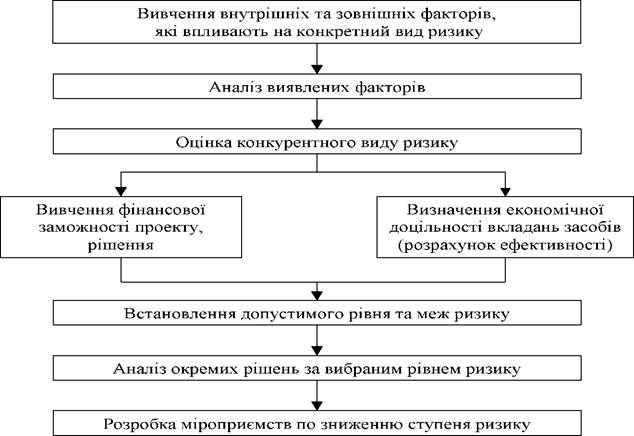 Вивчення внутрішніх та зовнішніх факторів,
які впливають на конкретний вид ризику
Аналіз виявлених факторів
Оцінка конкурентного виду ризику
Вивчення фінансової
заможності проекту,
рішення
Визначення економічної
доцільності вкладань засобів
(розрахунок ефективності)
Встановлення допустимого рівня та меж ризику
Аналіз окремих рішень за вибраним рівнем ризику
Розробка міроприємств по зниженню ступеня ризику